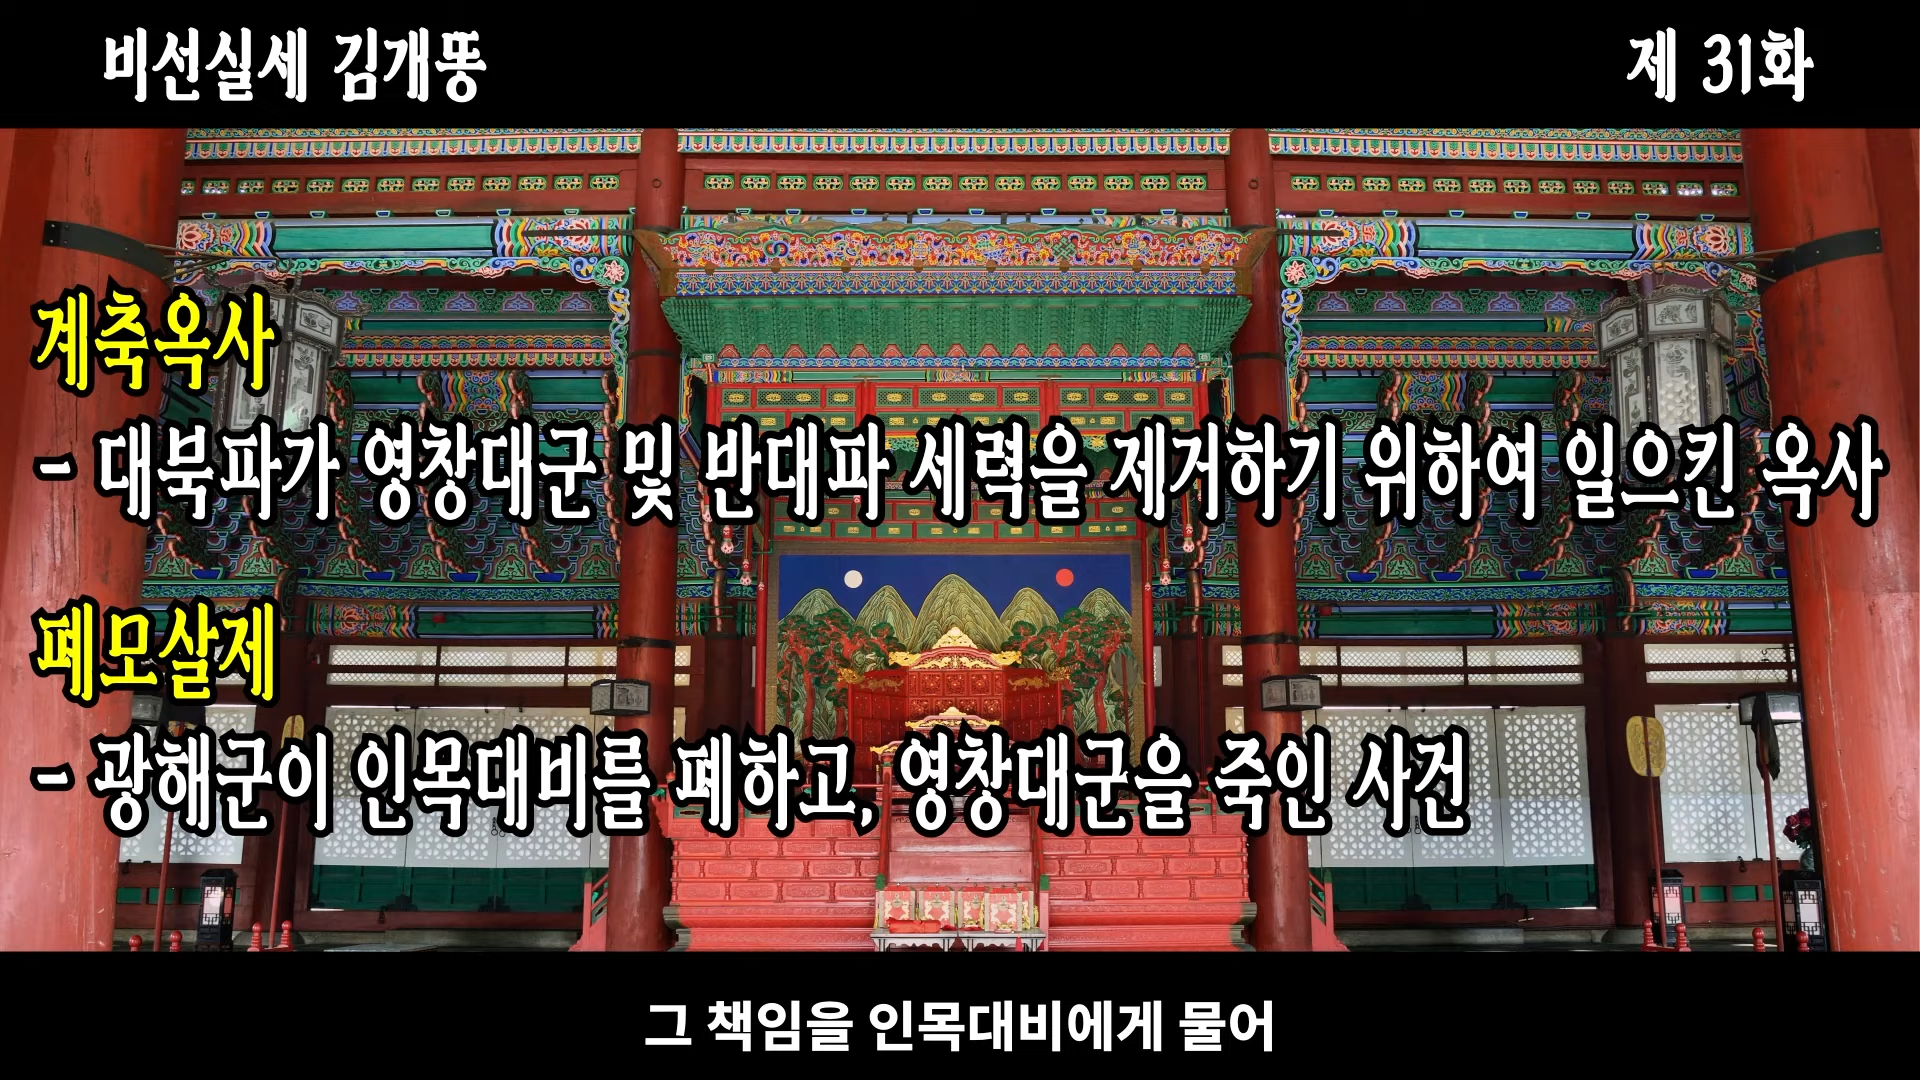 비선실세 김개똥
제 31화
계축옥사
- 대북파가 영창대군 및 반대파 세력을 제거하기 위하여 일으킨 옥사
폐모살제
- 광해군이 인목대비를 폐하고, 영창대군을 죽인 사건
그 책임을 인목대비에게 물어